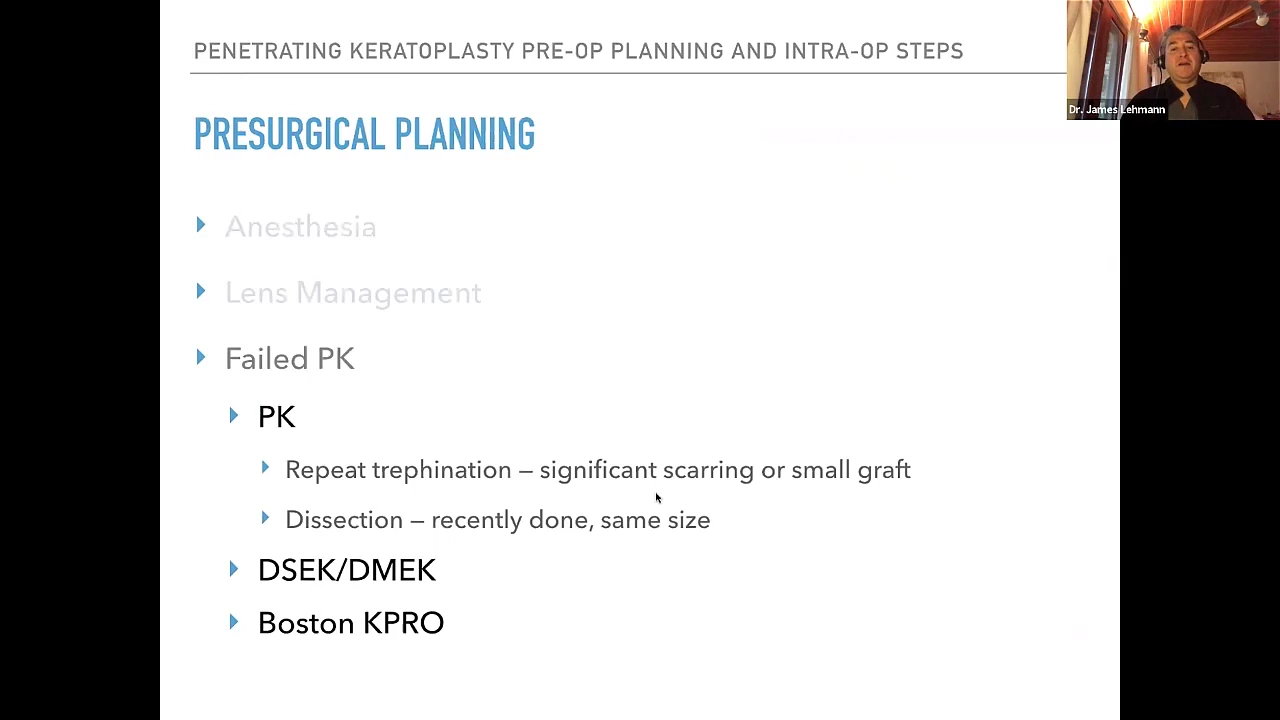 PENETRATING KERATOPLASTY PRE-OP PLANNING AND INTRA-OP STEPS
Dr. James Lehmann
PRESURGICAL PLANNING
Anesthesia
Lens Management
Failed PK
PK
Repeat trephination – significant scarring or small graft
Dissection – recently done, same size
DSEK/DMEK
Boston KPRO